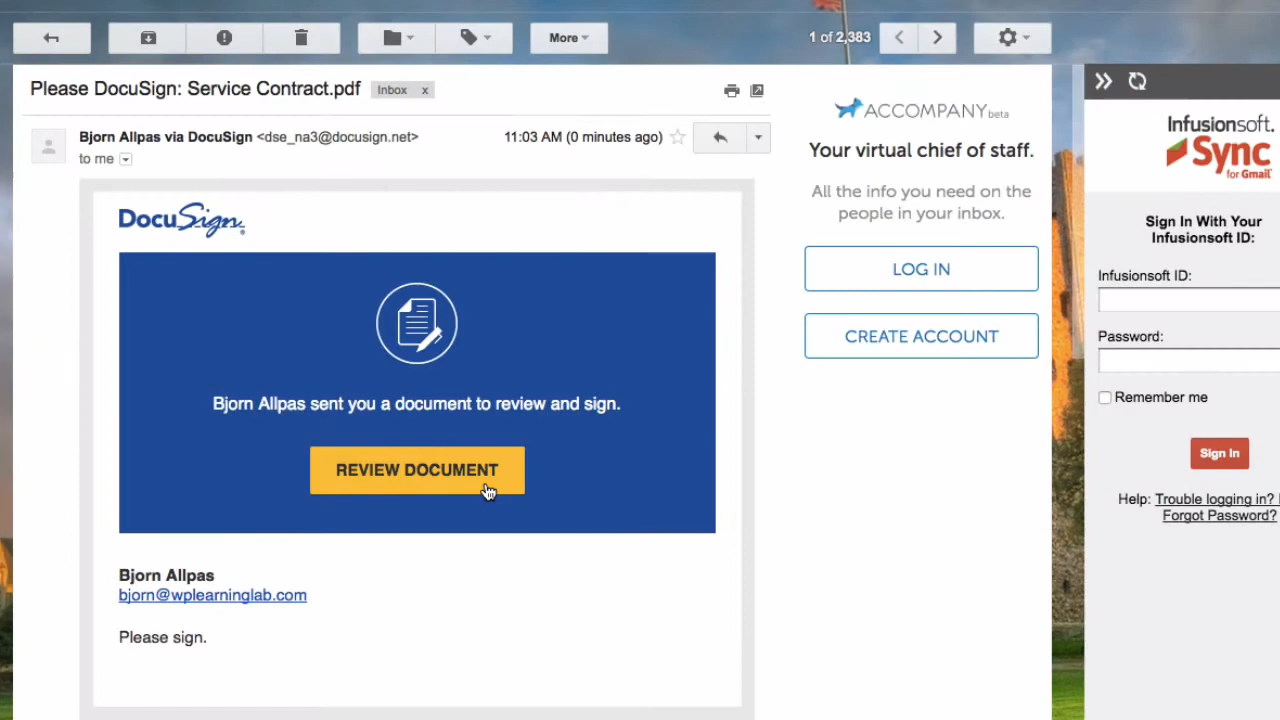 More
1 of 2,383
Please DocuSign: Service Contract.pdf
Inbox x
Bjorn Allpas via DocuSign <dse_na3@docusign.net>
11:03 AM (0 minutes ago)
to me
DocuSign
Bjorn Allpas sent you a document to review and sign.
REVIEW DOCUMENT
Bjorn Allpas
bjorn@wplearninglab.com
Please sign.
ACCOMPANY beta
Your virtual chief of staff.
All the info you need on the
people in your inbox.
LOG IN
CREATE ACCOUNT
Infusionsoft.
Sync
for Gmail
Sign In With Your
Infusionsoft ID:
Infusionsoft ID:
Password:
Remember me
Sign In
Help: Trouble logging in?
Forgot Password?